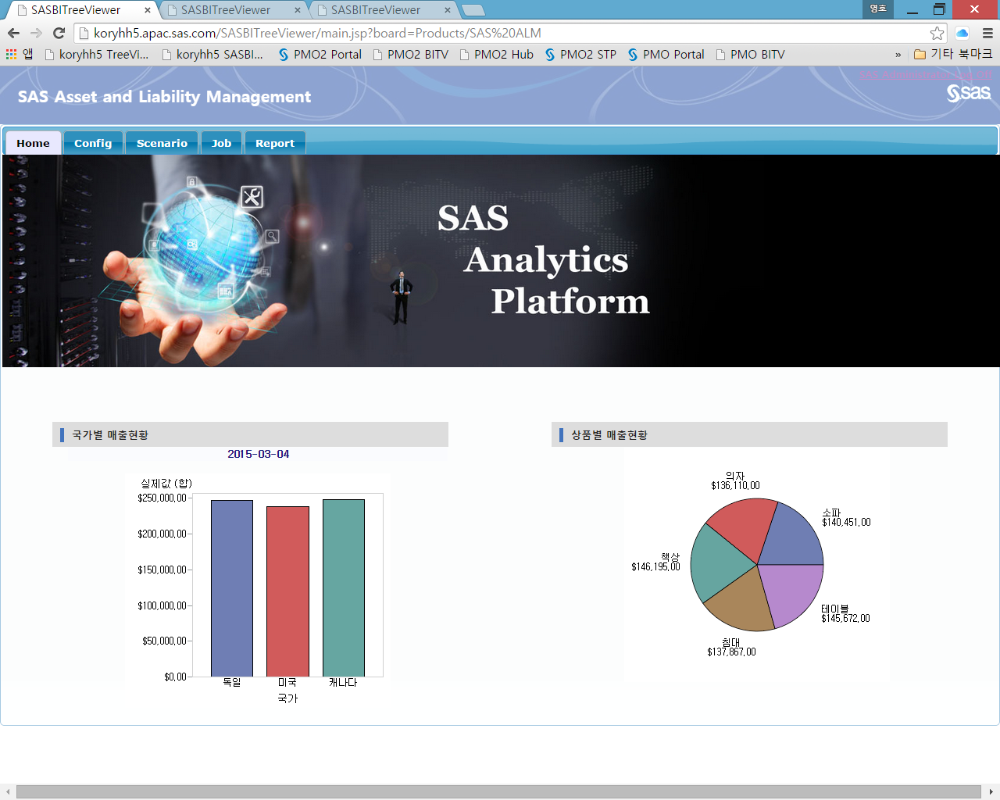 SASBITreeViewer
SASBITreeViewer
SASBITreeViewer
영호
koryhh5.apac.sas.com/SASBITreeViewer/main.jsp?board=Products/SAS%20ALM
앱
koryhh5 TreeVi...
koryhh5 SASBI...
PMO2 Portal
PMO2 BITV
PMO2 Hub
PMO2 STP
PMO Portal
PMO BITV
»
기타 북마크
SAS Asset and Liability Management
sas
Home
Config
Scenario
Job
Report
SAS
Analytics
Platform
국가별 매출현황
2015-03-04
실제값 (합)
$250,000,00
$200,000,00
$150,000,00
$100,000,00
$50,000,00
$0,00
독일
미국
캐나다
국가
상품별 매출현황
의자
$136,110,00
소파
$140,451,00
책상
$146,195,00
테이블
$145,672,00
침대
$137,867,00